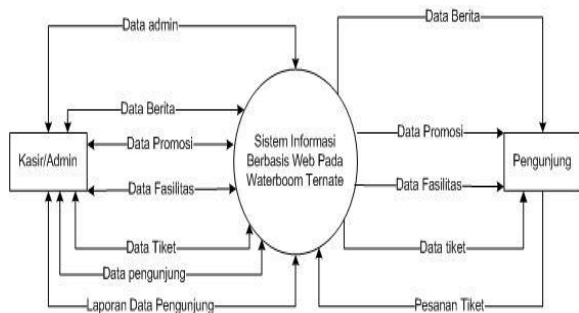 Data admin
Data Berita
Data Berita
Data Promosi
Data Promosi
Kasir/Admin
Sistem Informasi
Berbasis Web Pada
Waterboom Ternate
Pengunjung
Data Fasilitas
Data Fasilitas
Data Tiket
Data tiket
Data pengunjung
Laporan Data Pengunjung
Pesanan Tiket